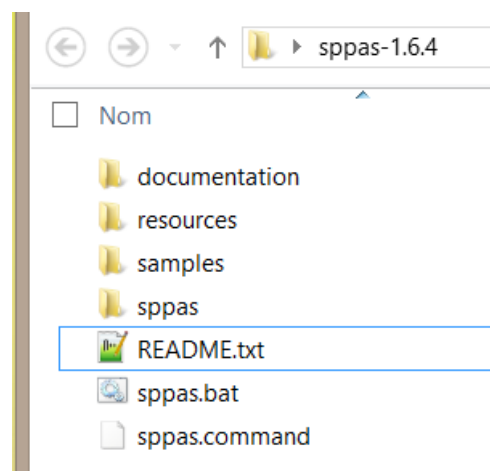 sppas-1.6.4
Nom
documentation
resources
samples
sppas
README.txt
sppas.bat
sppas.command